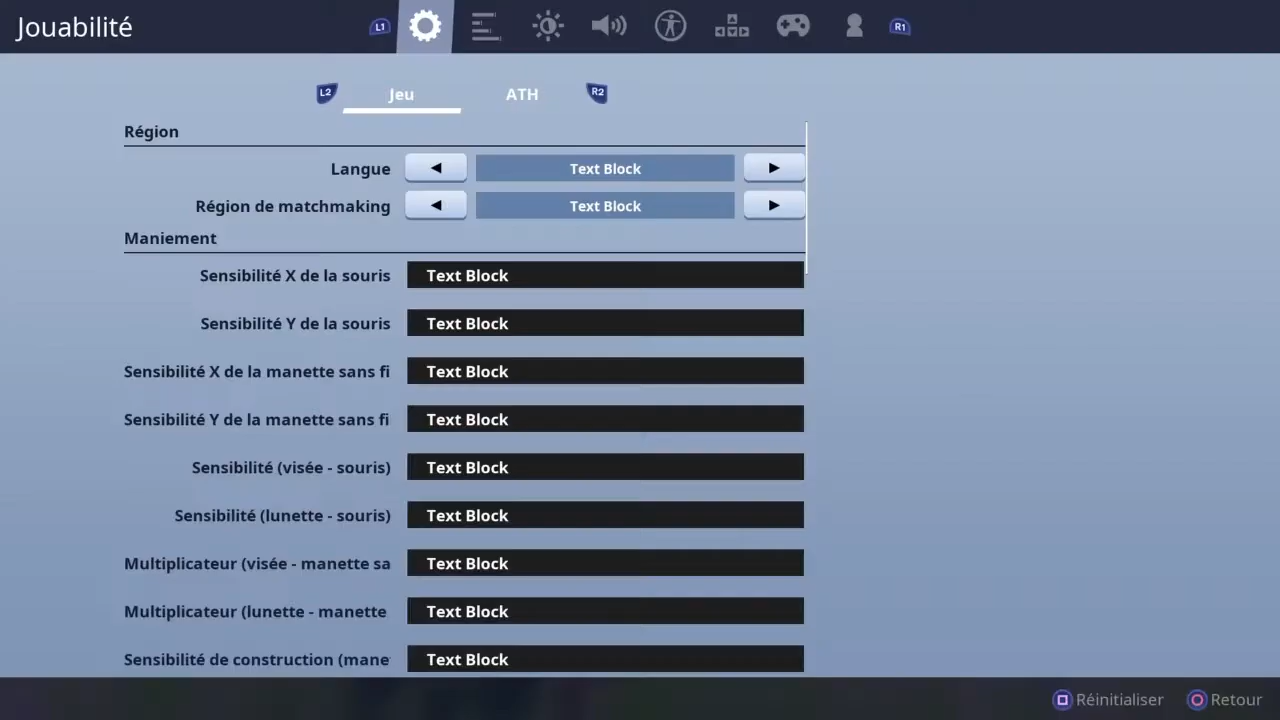 Jouabilité
L1
R1
L2
Jeu
ATH
R2
Région
Langue
Text Block
Région de matchmaking
Text Block
Maniement
Sensibilité X de la souris
Text Block
Sensibilité Y de la souris
Text Block
Sensibilité X de la manette sans fi
Text Block
Sensibilité Y de la manette sans fi
Text Block
Sensibilité (visée - souris)
Text Block
Sensibilité (lunette - souris)
Text Block
Multiplicateur (visée - manette sa
Text Block
Multiplicateur (lunette - manette
Text Block
Sensibilité de construction (mane
Text Block
Réinitialiser
Retour